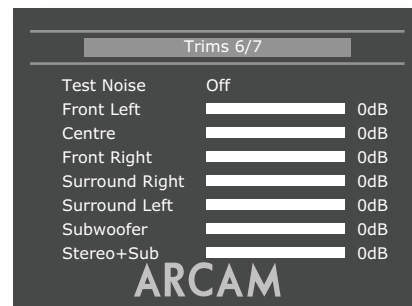 Trims 6/7
Test Noise Off
Front Left 0dB
Centre 0dB
Front Right 0dB
Surround Right 0dB
Surround Left 0dB
Subwoofer 0dB
Stereo+Sub 0dB
ARCAM